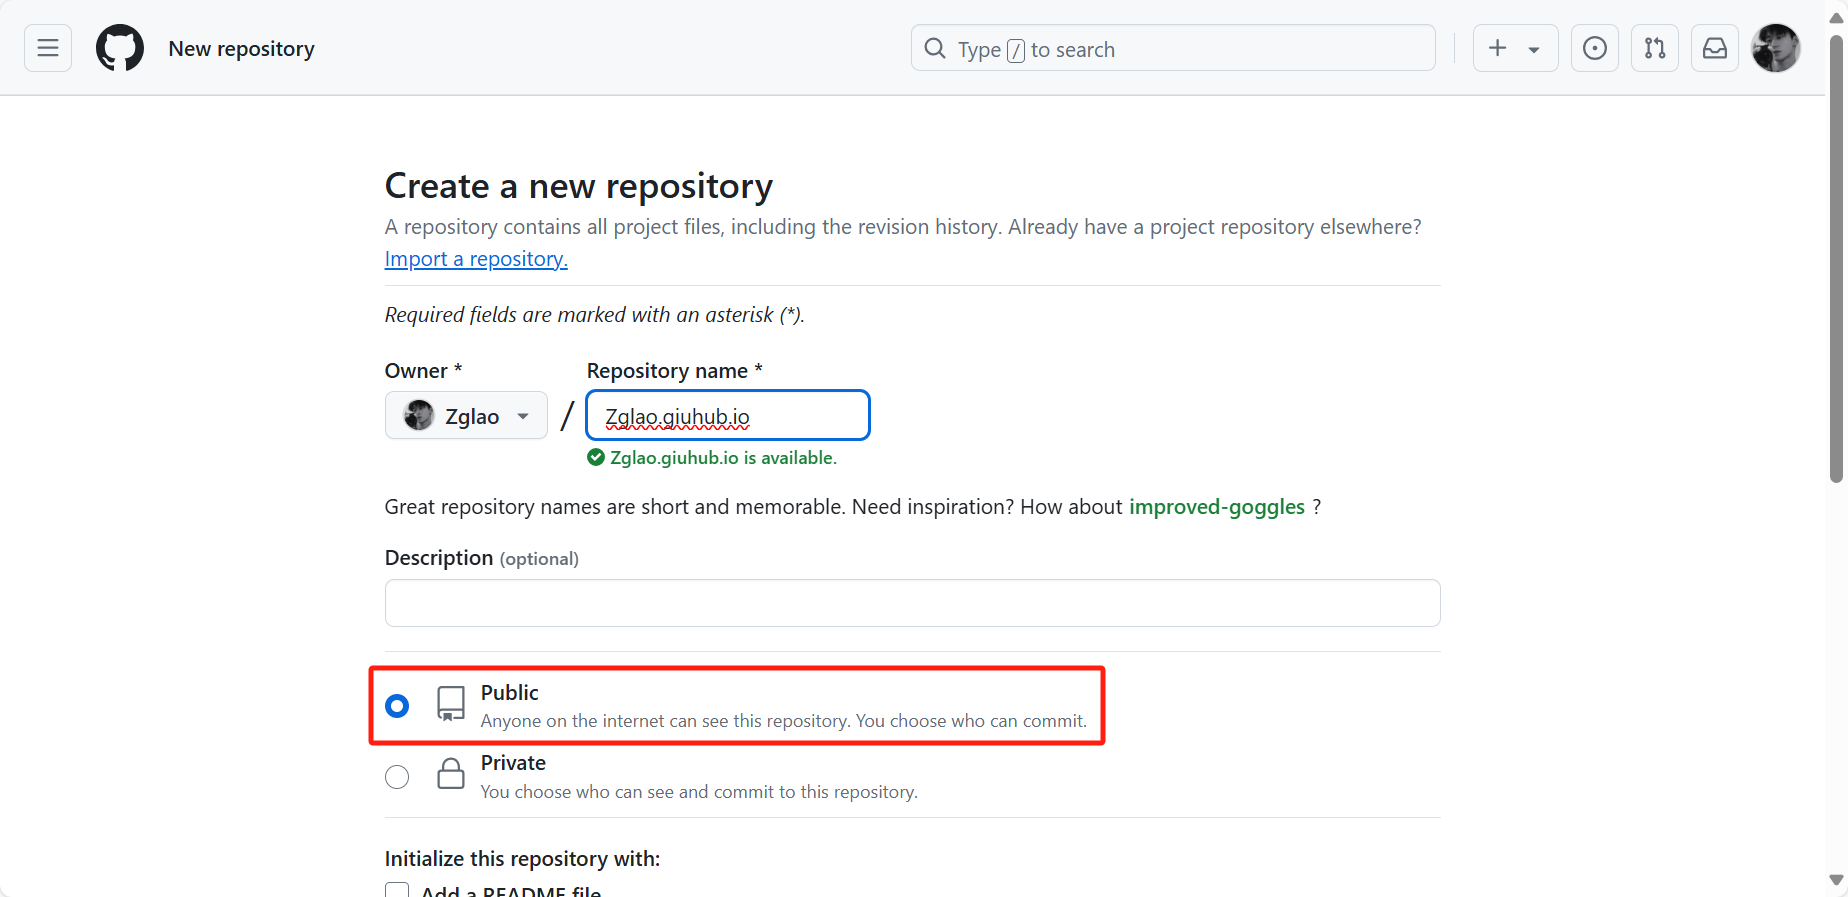 New repository
Type / to search
Create a new repository
A repository contains all project files, including the revision history. Already have a project repository elsewhere?
Import a repository.
Required fields are marked with an asterisk (*).
Owner *
Repository name *
Zglao
/
Zglao.giuhub.io
Zglao.giuhub.io is available.
Great repository names are short and memorable. Need inspiration? How about improved-goggles ?
Description (optional)
Public
Anyone on the internet can see this repository. You choose who can commit.
Private
You choose who can see and commit to this repository.
Initialize this repository with:
Add a README file